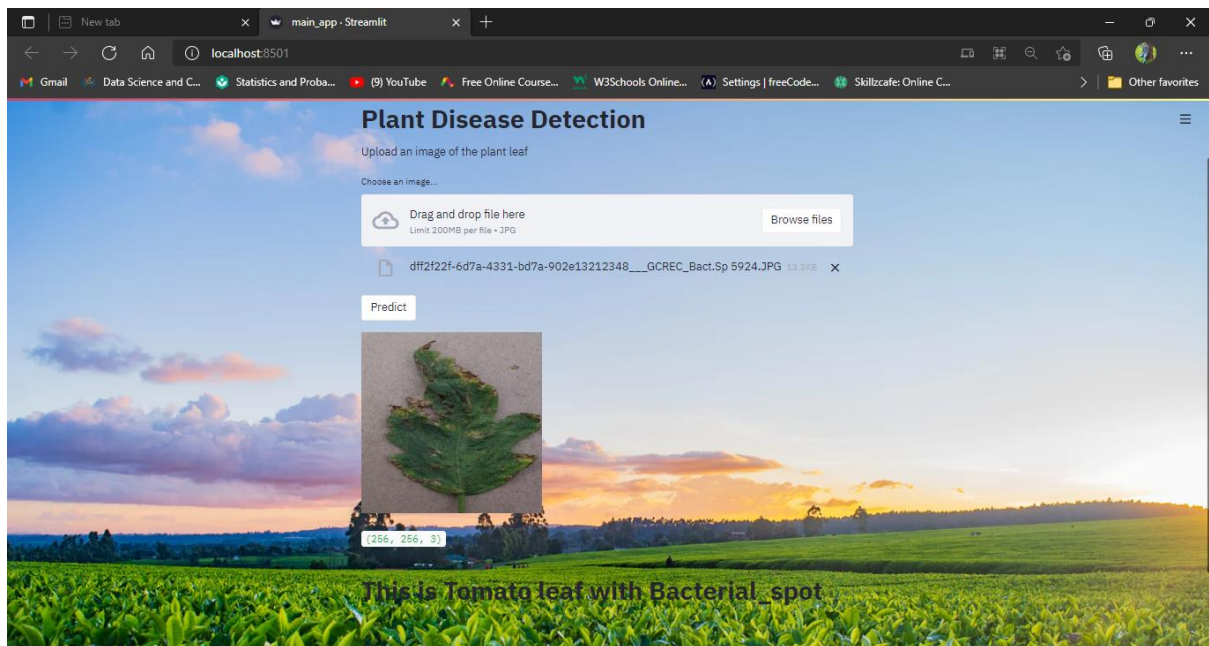 New tab
main_app · Streamlit
localhost:8501
Gmail
Data Science and C...
Statistics and Proba...
(9) YouTube
Free Online Course...
W3Schools Online...
Settings | freeCode...
Skillzcafe: Online C...
Other favorites
Plant Disease Detection
Upload an image of the plant leaf
Choose an image...
Drag and drop file here
Limit 200MB per file • JPG
Browse files
dff2f22f-6d7a-4331-bd7a-902e13212348___GCREC_Bact.Sp 5924.JPG 13.3KB
Predict
(256, 256, 3)
This is Tomato leaf with Bacterial_spot